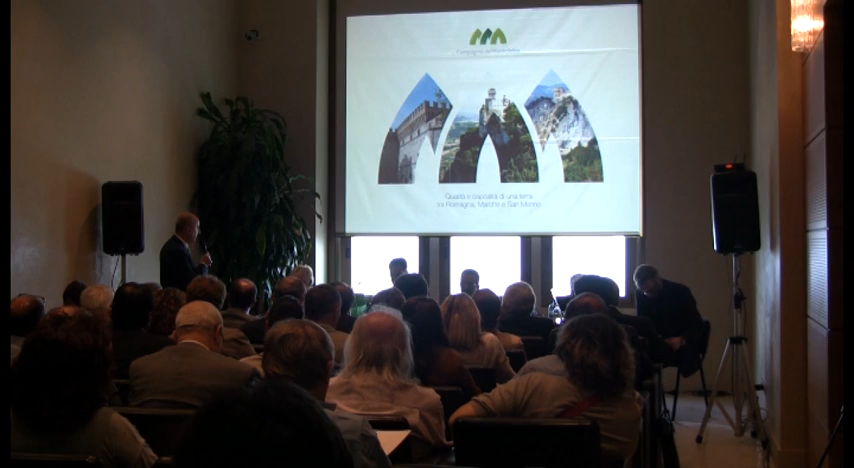 Qualità e ospitalità di una terra
tra Romagna, Marche e San Marino